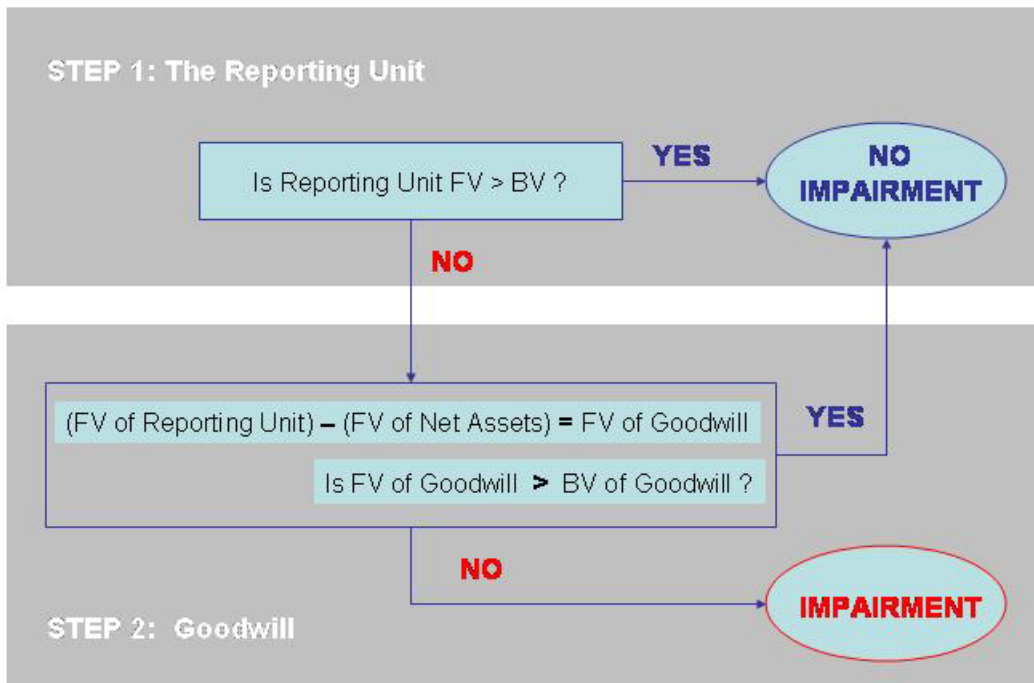 STEP 1: The Reporting Unit
Is Reporting Unit FV > BV ?
YES
NO
IMPAIRMENT
NO
(FV of Reporting Unit) – (FV of Net Assets) = FV of Goodwill
Is FV of Goodwill > BV of Goodwill ?
YES
NO
IMPAIRMENT
STEP 2: Goodwill